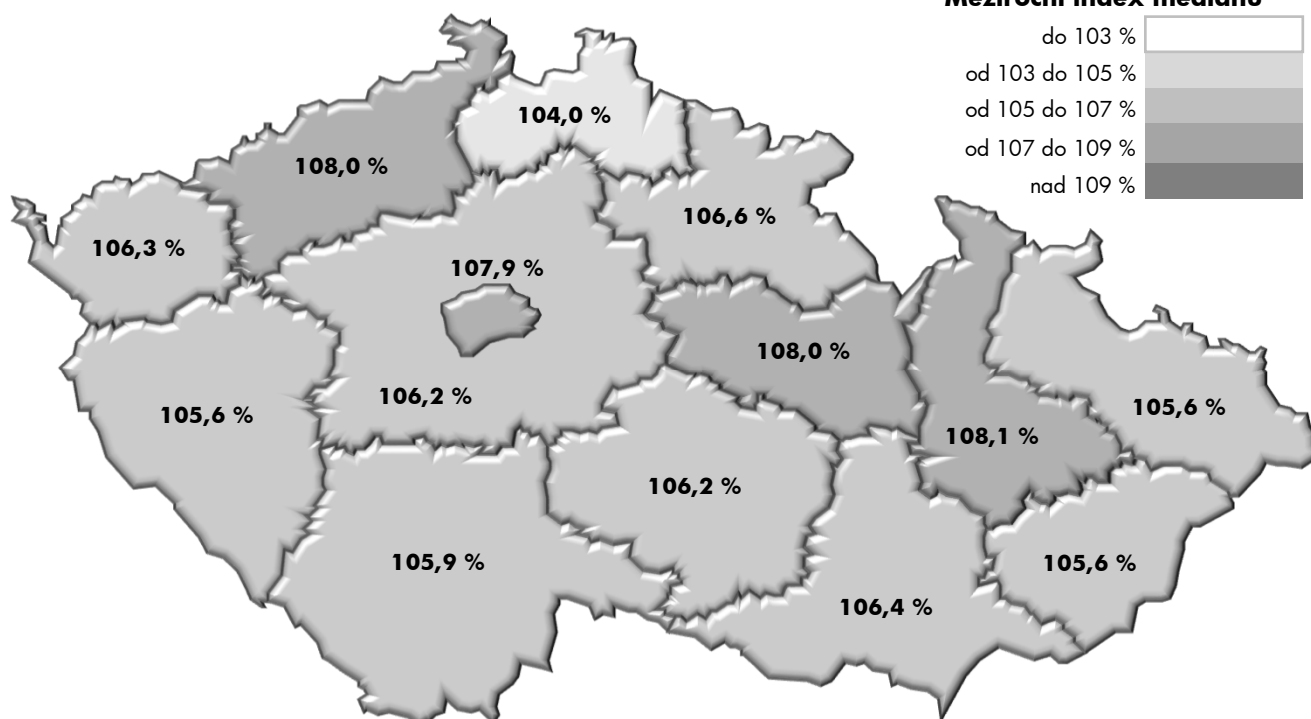 Meziroční index mediánu
do 103 %
od 103 do 105 %
od 105 do 107 %
od 107 do 109 %
nad 109 %
104,0 %
108,0 %
106,6 %
106,3 %
107,9 %
108,0 %
106,2 %
105,6 %
105,6 %
108,1 %
106,2 %
105,9 %
105,6 %
106,4 %